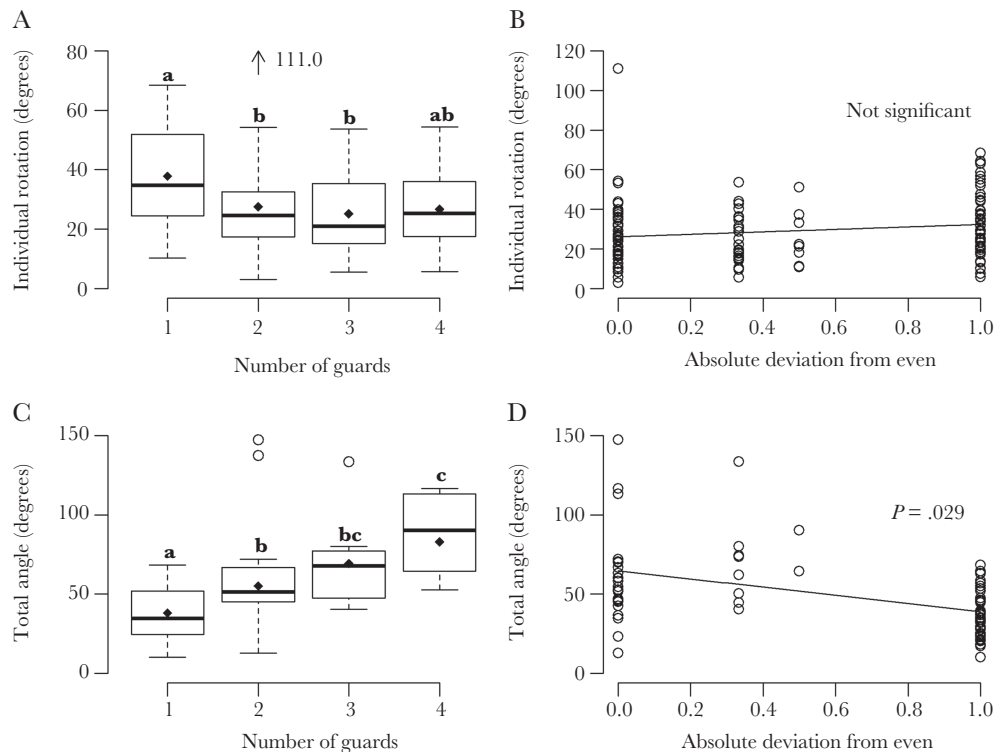 A
Individual rotation (degrees)
80
60
40
20
0
111.0
a
b
b
ab
1
2
3
4
Number of guards
B
Individual rotation (degrees)
120
100
80
60
40
20
0
Not significant
0.0
0.2
0.4
0.6
0.8
1.0
Absolute deviation from even
C
Total angle (degrees)
150
100
50
0
a
b
bc
c
1
2
3
4
Number of guards
D
Total angle (degrees)
150
100
50
0
P = .029
0.0
0.2
0.4
0.6
0.8
1.0
Absolute deviation from even